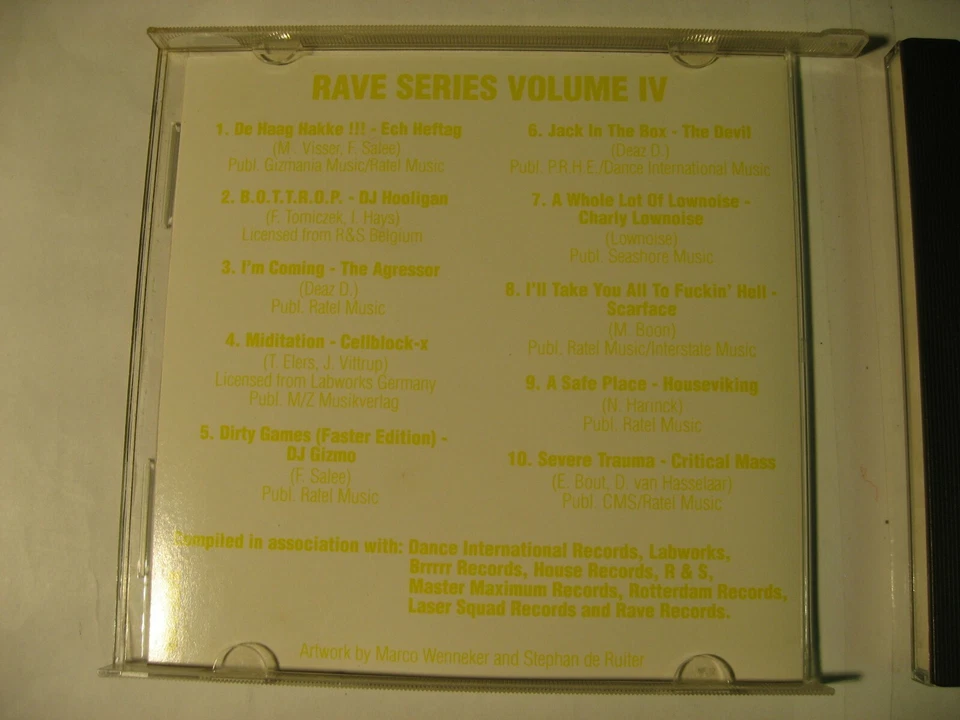 RAVE SERIES VOLUME IV
1. De Haag Hakke !!! - Ech Heftag
(M. Visser, F. Salee)
Publ. Gizmania Music/Ratel Music
2. B.O.T.T.R.O.P. - DJ Hooligan
(F. Tomiczek, I. Hays)
Licensed from R&S Belgium
3. I'm Coming - The Agressor
(Deaz D.)
Publ. Ratel Music
4. Miditation - Cellblock-x
(T. Elers, J. Vittrup)
Licensed from Labworks Germany
Publ. M/Z Musikverlag
5. Dirty Games (Faster Edition) -
DJ Gizmo
(F. Salee)
Publ. Ratel Music
6. Jack In The Box - The Devil
(Deaz D.)
Publ. P.R.H.E./Dance International Music
7. A Whole Lot Of Lownoise -
Charly Lownoise
(Lownoise)
Publ. Seashore Music
8. I'll Take You All To Fuckin' Hell -
Scarface
(M. Boon)
Publ. Ratel Music/Interstate Music
9. A Safe Place - Houseviking
(N. Harinck)
Publ. Ratel Music
10. Severe Trauma - Critical Mass
(E. Bout, D. van Hasselaar)
Publ. CMS/Ratel Music
Compiled in association with: Dance International Records, Labworks,
Brrrrr Records, House Records, R & S,
Master Maximum Records, Rotterdam Records,
Laser Squad Records and Rave Records.
Artwork by Marco Wenneker and Stephan de Ruiter